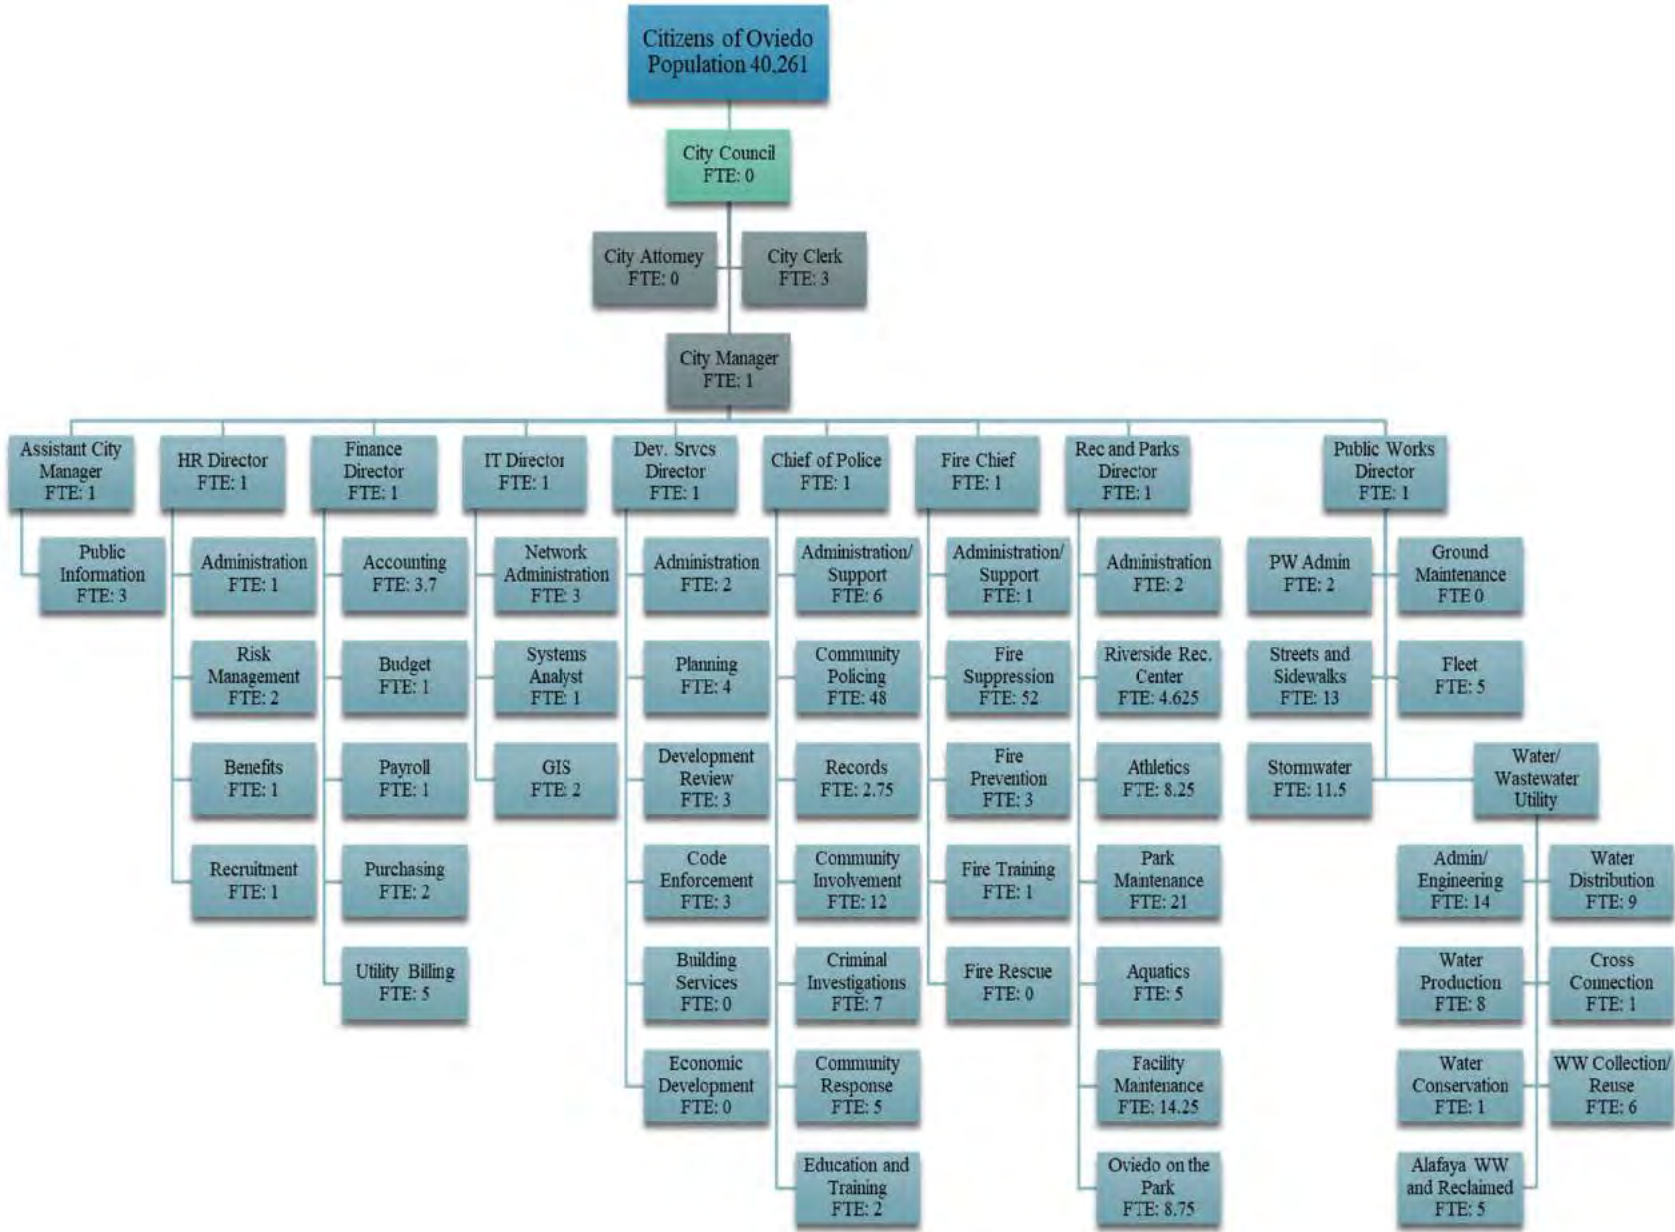 Citizens of Oviedo
Population 40,261
City Council
FTE: 0
City Attorney
FTE: 0
City Clerk
FTE: 3
City Manager
FTE: 1
Assistant City
Manager
FTE: 1
HR Director
FTE: 1
Finance
Director
FTE: 1
IT Director
FTE: 1
Dev. Srvcs
Director
FTE: 1
Chief of Police
FTE: 1
Fire Chief
FTE: 1
Rec and Parks
Director
FTE: 1
Public Works
Director
FTE: 1
Public
Information
FTE: 3
Administration
FTE: 1
Risk
Management
FTE: 2
Benefits
FTE: 1
Recruitment
FTE: 1
Accounting
FTE: 3.7
Budget
FTE: 1
Payroll
FTE: 1
Purchasing
FTE: 2
Utility Billing
FTE: 5
Network
Administration
FTE: 3
Systems
Analyst
FTE: 1
GIS
FTE: 2
Administration
FTE: 2
Planning
FTE: 4
Development
Review
FTE: 3
Code
Enforcement
FTE: 3
Building
Services
FTE: 0
Economic
Development
FTE: 0
Administration/
Support
FTE: 6
Community
Policing
FTE: 48
Records
FTE: 2.75
Community
Involvement
FTE: 12
Criminal
Investigations
FTE: 7
Community
Response
FTE: 5
Education and
Training
FTE: 2
Administration/
Support
FTE: 1
Fire
Suppression
FTE: 52
Fire
Prevention
FTE: 3
Fire Training
FTE: 1
Fire Rescue
FTE: 0
Administration
FTE: 2
Riverside Rec.
Center
FTE: 4.625
Athletics
FTE: 8.25
Park
Maintenance
FTE: 21
Aquatics
FTE: 5
Facility
Maintenance
FTE: 14.25
Oviedo on the
Park
FTE: 8.75
PW Admin
FTE: 2
Ground
Maintenance
FTE 0
Streets and
Sidewalks
FTE: 13
Fleet
FTE: 5
Stormwater
FTE: 11.5
Water/
Wastewater
Utility
Admin/
Engineering
FTE: 14
Water
Distribution
FTE: 9
Water
Production
FTE: 8
Cross
Connection
FTE: 1
Water
Conservation
FTE: 1
WW Collection/
Reuse
FTE: 6
Alafaya WW
and Reclaimed
FTE: 5